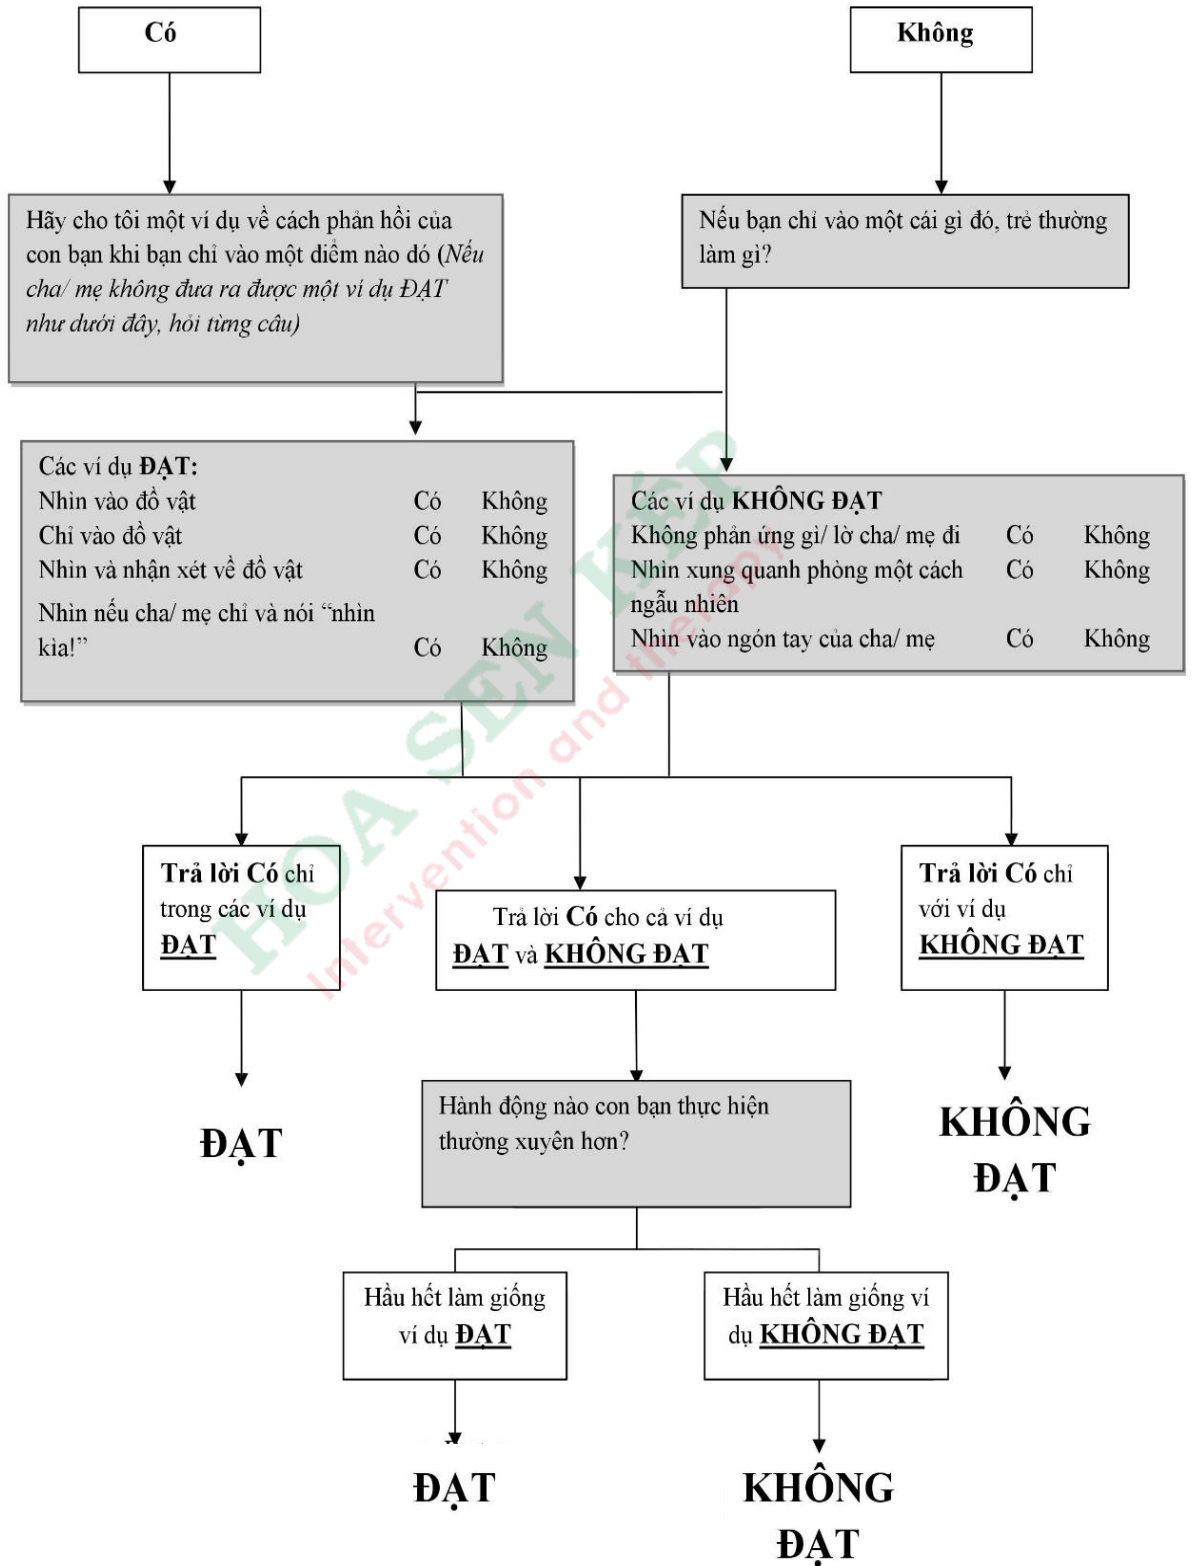 Có
Không
Hãy cho tôi một ví dụ về cách phản hồi của
con bạn khi bạn chỉ vào một điểm nào đó (Nếu
cha/ mẹ không đưa ra được một ví dụ ĐẠT
như dưới đây, hỏi từng câu)
Nếu bạn chỉ vào một cái gì đó, trẻ thường
làm gì?
Các ví dụ ĐẠT:
Nhìn vào đồ vật Có Không
Chỉ vào đồ vật Có Không
Nhìn và nhận xét về đồ vật Có Không
Nhìn nếu cha/ mẹ chỉ và nói “nhìn
kìa!” Có Không
Các ví dụ KHÔNG ĐẠT
Không phản ứng gì/ lờ cha/ mẹ đi Có Không
Nhìn xung quanh phòng một cách Có Không
ngẫu nhiên
Nhìn vào ngón tay của cha/ mẹ Có Không
HOA SEN KÉP
Intervention and therapy
Trả lời Có chỉ
trong các ví dụ
ĐẠT
Trả lời Có cho cả ví dụ
ĐẠT và KHÔNG ĐẠT
Trả lời Có chỉ
với ví dụ
KHÔNG ĐẠT
ĐẠT
Hành động nào con bạn thực hiện
thường xuyên hơn?
KHÔNG
ĐẠT
Hầu hết làm giống
ví dụ ĐẠT
Hầu hết làm giống ví
dụ KHÔNG ĐẠT
ĐẠT
KHÔNG
ĐẠT